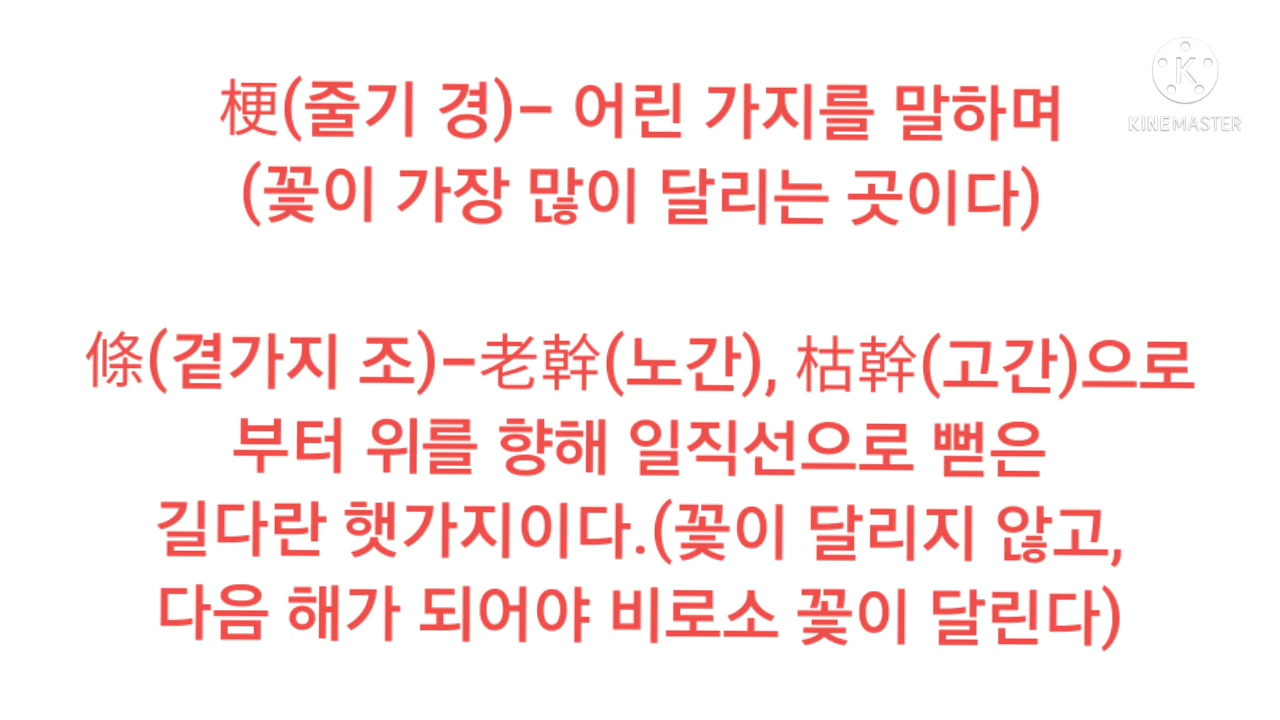 梗(줄기 경)- 어린 가지를 말하며
(꽃이 가장 많이 달리는 곳이다)
條(곁가지 조)-老幹(노간), 枯幹(고간)으로
부터 위를 향해 일직선으로 뻗은
길다란 햇가지이다.(꽃이 달리지 않고,
다음 해가 되어야 비로소 꽃이 달린다)
K
KINEMASTER